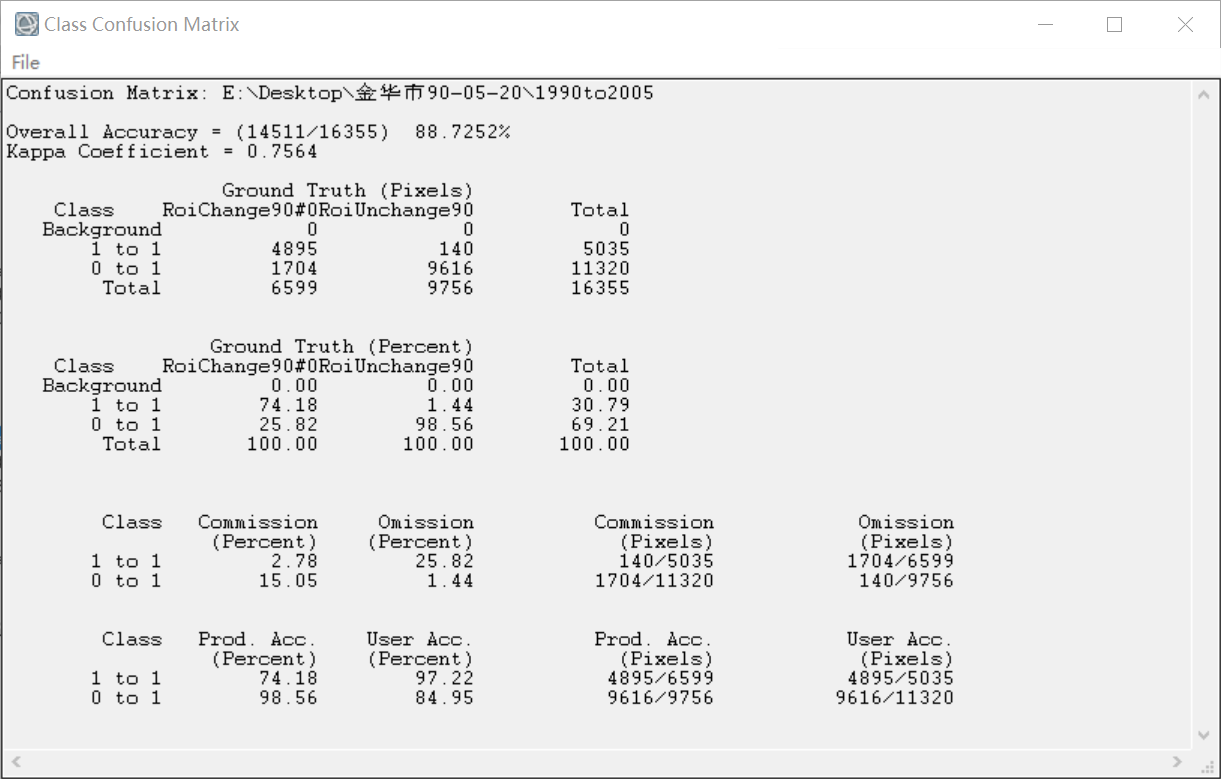 Class Confusion Matrix
File
Confusion Matrix: E:\Desktop\金华市90-05-20\1990to2005
Overall Accuracy = (14511/16355) 88.7252%
Kappa Coefficient = 0.7564
Ground Truth (Pixels)
Class RoiChange90#0RoiUnchange90 Total
Background 0 0 0
1 to 1 4895 140 5035
0 to 1 1704 9616 11320
Total 6599 9756 16355
Ground Truth (Percent)
Class RoiChange90#0RoiUnchange90 Total
Background 0.00 0.00 0.00
1 to 1 74.18 1.44 30.79
0 to 1 25.82 98.56 69.21
Total 100.00 100.00 100.00
Class Commission Omission Commission Omission
(Percent) (Percent) (Pixels) (Pixels)
1 to 1 2.78 25.82 140/5035 1704/6599
0 to 1 15.05 1.44 1704/11320 140/9756
Class Prod. Acc. User Acc. Prod. Acc. User Acc.
(Percent) (Percent) (Pixels) (Pixels)
1 to 1 74.18 97.22 4895/6599 4895/5035
0 to 1 98.56 84.95 9616/9756 9616/11320